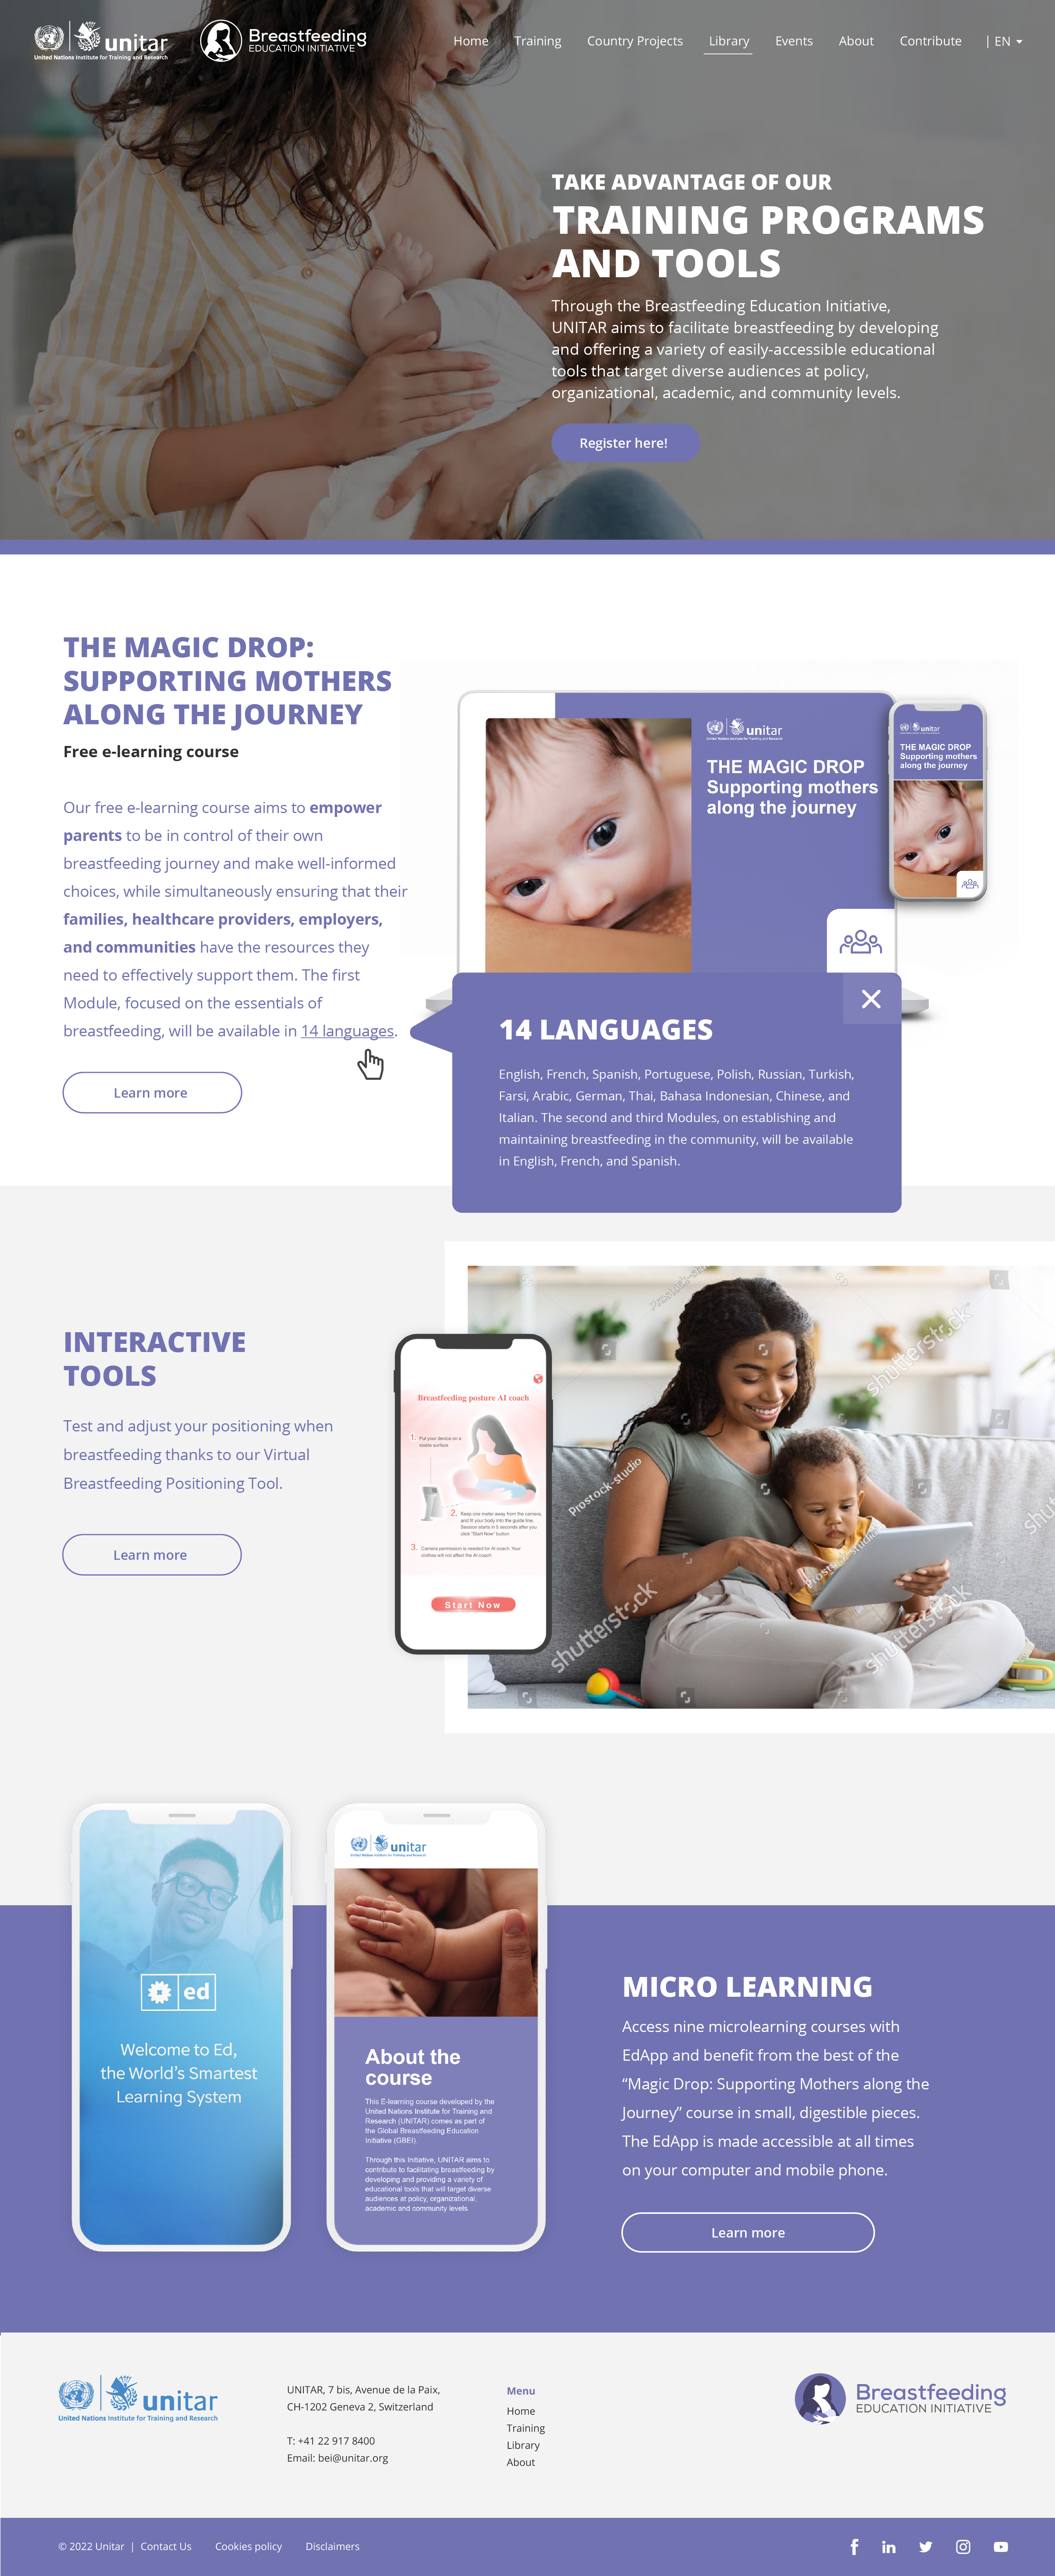 unitar
United Nations Institute for Training and Research
Breastfeeding
EDUCATION INITIATIVE
Home
Training
Country Projects
Library
Events
About
Contribute
| EN
TAKE ADVANTAGE OF OUR
TRAINING PROGRAMS
AND TOOLS
Through the Breastfeeding Education Initiative,
UNITAR aims to facilitate breastfeeding by developing
and offering a variety of easily-accessible educational
tools that target diverse audiences at policy,
organizational, academic, and community levels.
Register here!
THE MAGIC DROP:
SUPPORTING MOTHERS
ALONG THE JOURNEY
Free e-learning course
Our free e-learning course aims to empower
parents to be in control of their own
breastfeeding journey and make well-informed
choices, while simultaneously ensuring that their
families, healthcare providers, employers,
and communities have the resources they
need to effectively support them. The first
Module, focused on the essentials of
breastfeeding, will be available in 14 languages.
Learn more
unitar
United Nations Institute for Training and Research
THE MAGIC DROP
Supporting mothers
along the journey
unitar
THE MAGIC DROP
Supporting mothers
along the journey
14 LANGUAGES
English, French, Spanish, Portuguese, Polish, Russian, Turkish,
Farsi, Arabic, German, Thai, Bahasa Indonesian, Chinese, and
Italian. The second and third Modules, on establishing and
maintaining breastfeeding in the community, will be available
in English, French, and Spanish.
INTERACTIVE
TOOLS
Test and adjust your positioning when
breastfeeding thanks to our Virtual
Breastfeeding Positioning Tool.
Learn more
Breastfeeding posture AI coach
1. Put your device on a
stable surface
2. Keep one meter away from the camera,
and fit your body into the guide line.
Session starts in 5 seconds after you
click "Start Now" button
3. Camera permission is needed for AI coach. Your
clothes will not affect the AI coach
Start Now
shutterstock
Prostock-studio
Prostock-studio
shutterstock
shutterstock
ed
Welcome to Ed,
the World's Smartest
Learning System
unitar
United Nations Institute for Training and Research
About the
course
This E-learning course developed by the
United Nations Institute for Training and
Research (UNITAR) comes as part of
the Global Breastfeeding Education
Initiative (GBEI).
Through this Initiative, UNITAR aims to
contribute to facilitating breastfeeding by
developing and providing a variety of
educational tools that will target diverse
audiences at policy, organizational,
academic and community levels.
MICRO LEARNING
Access nine microlearning courses with
EdApp and benefit from the best of the
“Magic Drop: Supporting Mothers along the
Journey” course in small, digestible pieces.
The EdApp is made accessible at all times
on your computer and mobile phone.
Learn more
unitar
United Nations Institute for Training and Research
UNITAR, 7 bis, Avenue de la Paix,
CH-1202 Geneva 2, Switzerland
T: +41 22 917 8400
Email: bei@unitar.org
Menu
Home
Training
Library
About
Breastfeeding
EDUCATION INITIATIVE
© 2022 Unitar | Contact Us
Cookies policy
Disclaimers